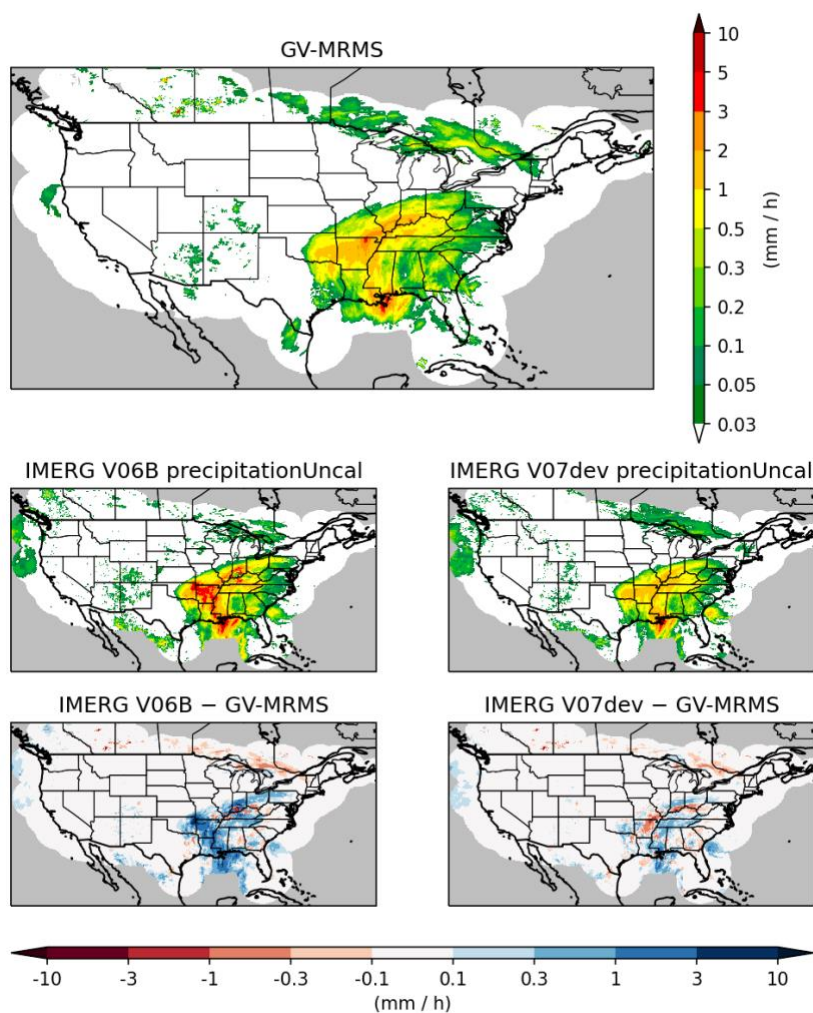 GV-MRMS
10
5
3
2
1
0.5
0.3
0.2
0.1
0.05
0.03
(mm / h)
IMERG V06B precipitationUncal
IMERG V07dev precipitationUncal
IMERG V06B − GV-MRMS
IMERG V07dev − GV-MRMS
-10 -3 -1 -0.3 -0.1 0.1 0.3 1 3 10
(mm / h)